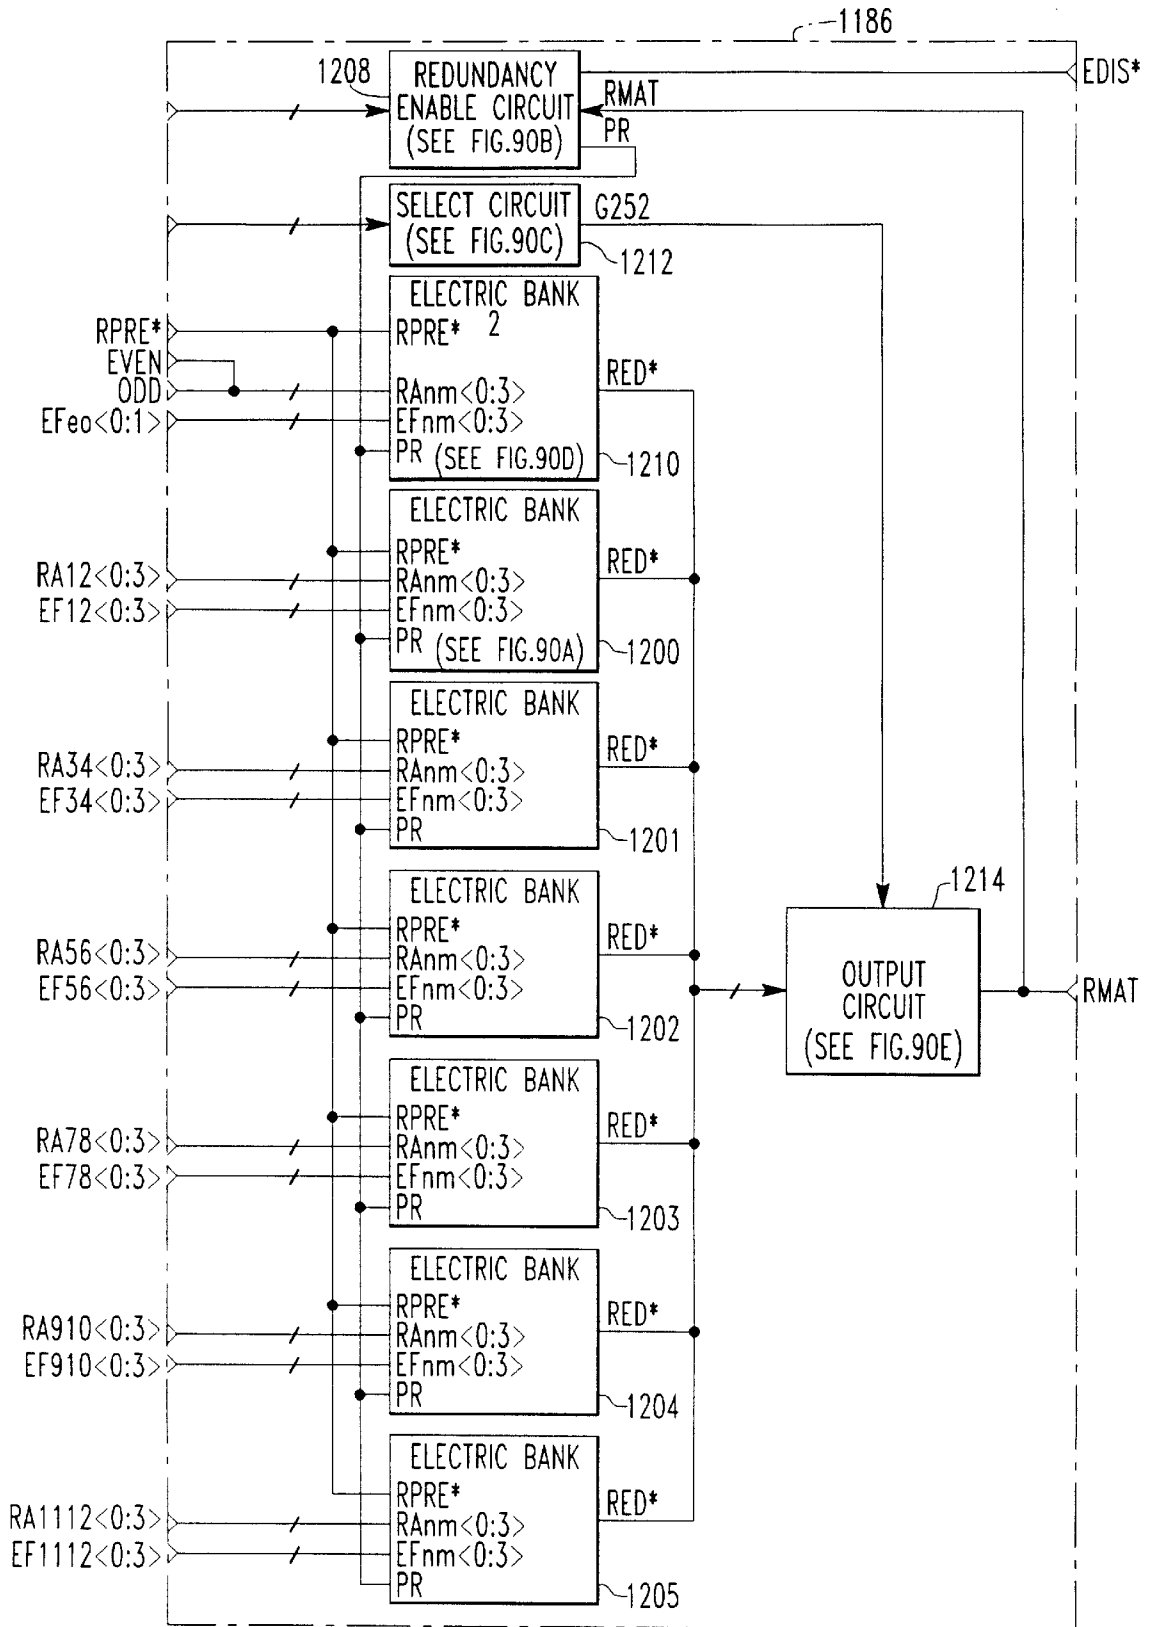 1186
1208
REDUNDANCY
ENABLE CIRCUIT
(SEE FIG.90B)
EDIS*
RMAT
PR
SELECT CIRCUIT
(SEE FIG.90C)
G252
1212
ELECTRIC BANK
2
RPRE*
RPRE*
EVEN
ODD
RAnm<0:3>
RED*
EFeo<0:1>
EFnm<0:3>
PR (SEE FIG.90D)
1210
ELECTRIC BANK
RPRE*
RA12<0:3>
RAnm<0:3>
RED*
EF12<0:3>
EFnm<0:3>
PR (SEE FIG.90A)
1200
ELECTRIC BANK
RPRE*
RA34<0:3>
RAnm<0:3>
RED*
EF34<0:3>
EFnm<0:3>
PR
1201
ELECTRIC BANK
RPRE*
RA56<0:3>
RAnm<0:3>
RED*
EF56<0:3>
EFnm<0:3>
PR
1202
1214
OUTPUT
CIRCUIT
(SEE FIG.90E)
RMAT
ELECTRIC BANK
RPRE*
RA78<0:3>
RAnm<0:3>
RED*
EF78<0:3>
EFnm<0:3>
PR
1203
ELECTRIC BANK
RPRE*
RA910<0:3>
RAnm<0:3>
RED*
EF910<0:3>
EFnm<0:3>
PR
1204
ELECTRIC BANK
RPRE*
RA1112<0:3>
RAnm<0:3>
RED*
EF1112<0:3>
EFnm<0:3>
PR
1205